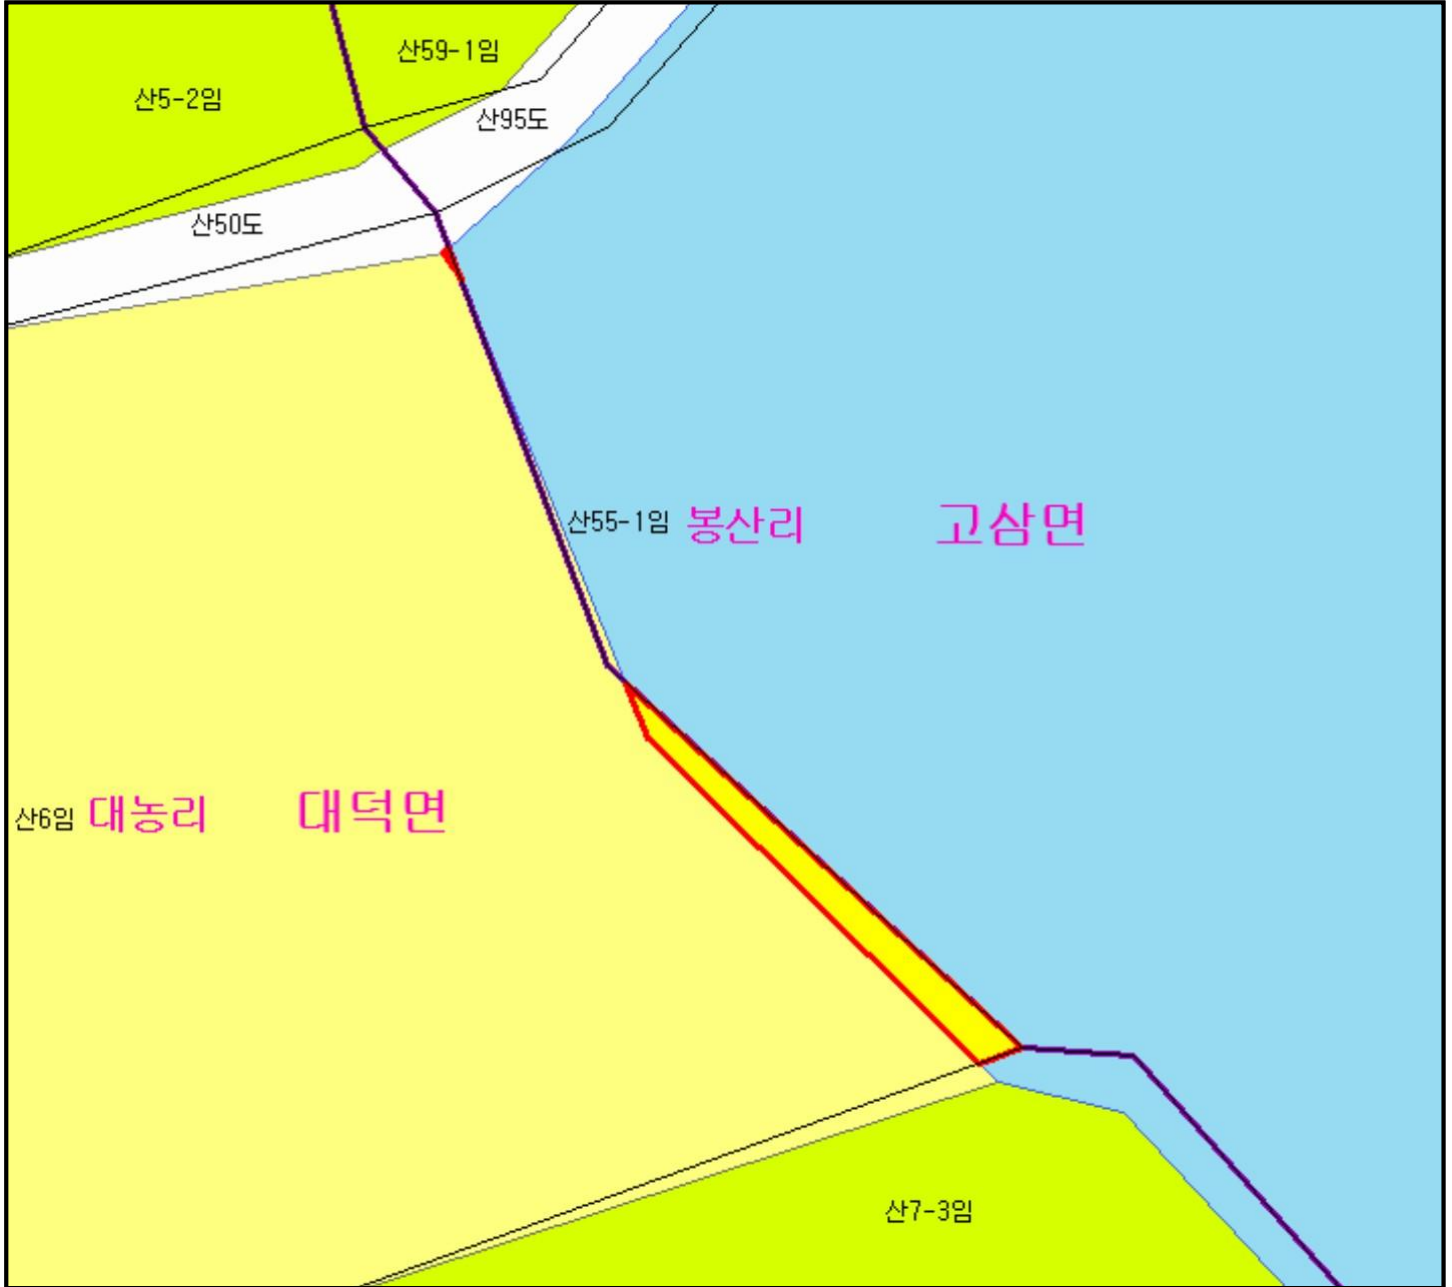 산59-1임
산5-2임
산95도
산50도
산55-1임 봉산리 고삼면
산6임 대농리 대덕면
산7-3임